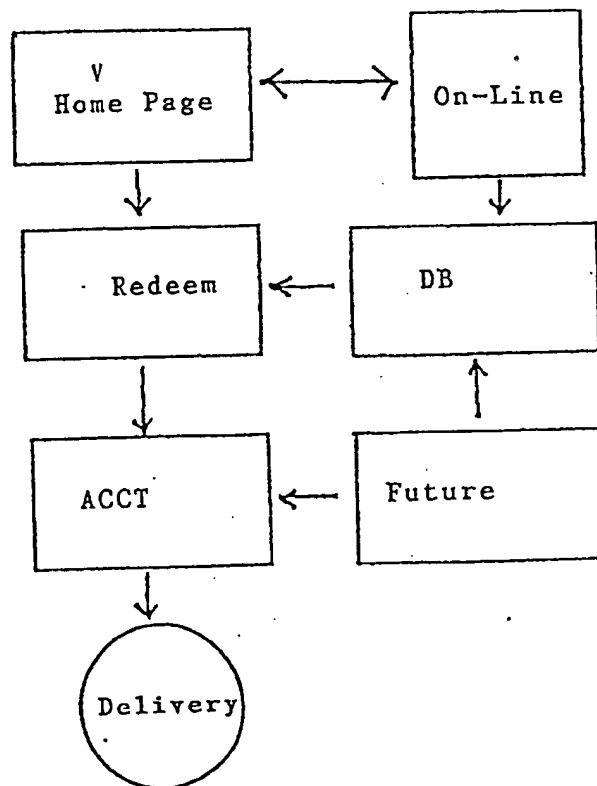 V
Home Page
On-Line
Redeem
DB
ACCT
Future
Delivery